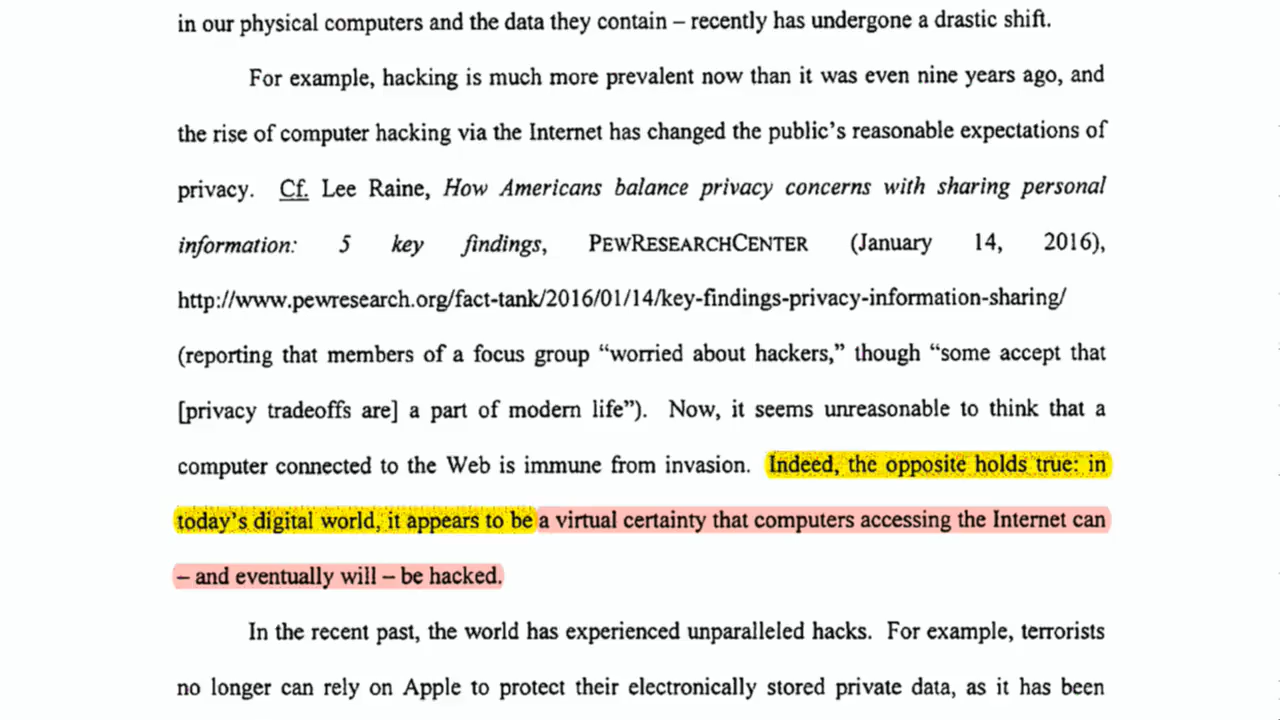 in our physical computers and the data they contain – recently has undergone a drastic shift.
For example, hacking is much more prevalent now than it was even nine years ago, and
the rise of computer hacking via the Internet has changed the public’s reasonable expectations of
privacy. Cf. Lee Raine, How Americans balance privacy concerns with sharing personal
information: 5 key findings, PEWRESEARCHCENTER (January 14, 2016),
http://www.pewresearch.org/fact-tank/2016/01/14/key-findings-privacy-information-sharing/
(reporting that members of a focus group “worried about hackers,” though “some accept that
[privacy tradeoffs are] a part of modern life”). Now, it seems unreasonable to think that a
computer connected to the Web is immune from invasion. Indeed, the opposite holds true: in
today’s digital world, it appears to be a virtual certainty that computers accessing the Internet can
– and eventually will – be hacked.
In the recent past, the world has experienced unparalleled hacks. For example, terrorists
no longer can rely on Apple to protect their electronically stored private data, as it has been